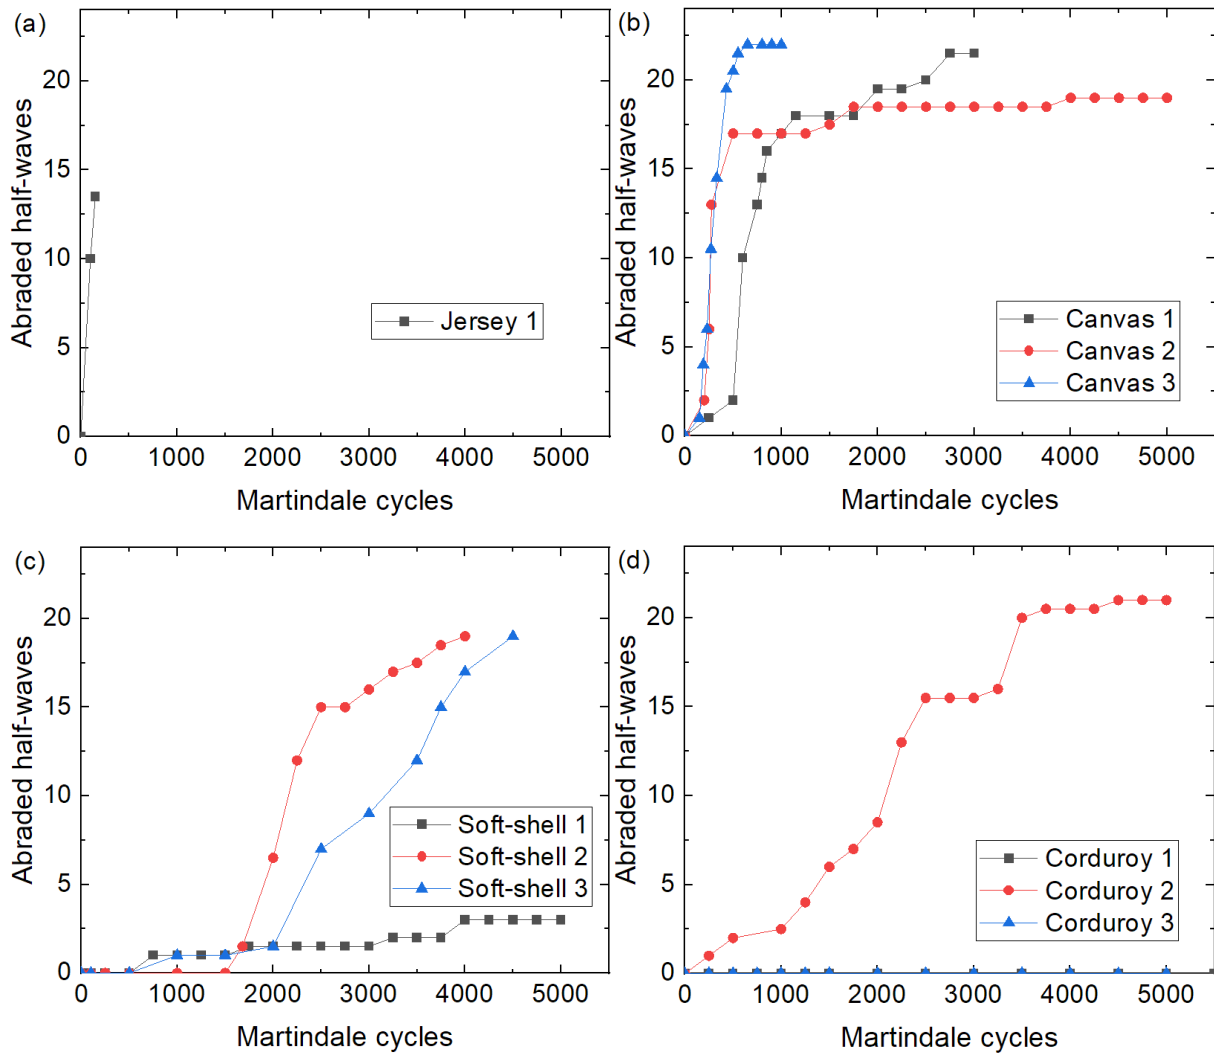 (a)
Abraded half-waves
20
15
10
5
0
Jersey 1
0 1000 2000 3000 4000 5000
Martindale cycles
(b)
Abraded half-waves
20
15
10
5
0
Canvas 1
Canvas 2
Canvas 3
0 1000 2000 3000 4000 5000
Martindale cycles
(c)
Abraded half-waves
20
15
10
5
0
Soft-shell 1
Soft-shell 2
Soft-shell 3
0 1000 2000 3000 4000 5000
Martindale cycles
(d)
Abraded half-waves
20
15
10
5
0
Corduroy 1
Corduroy 2
Corduroy 3
0 1000 2000 3000 4000 5000
Martindale cycles